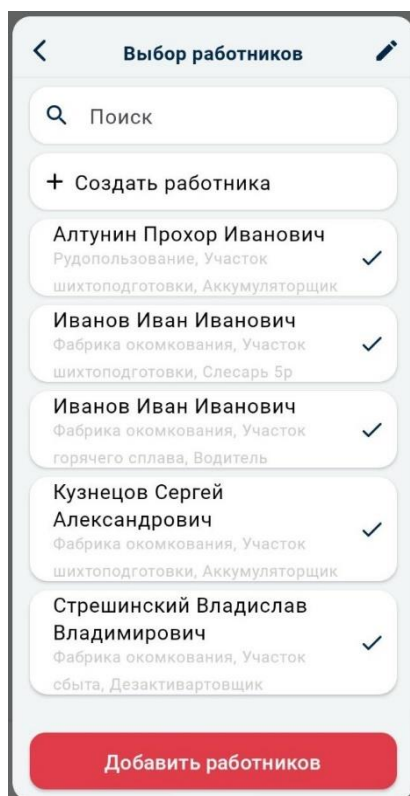 Выбор работников
Поиск
+ Создать работника
Алтунин Прохор Иванович
Рудопользование, Участок
шихтоподготовки, Аккумуляторщик
Иванов Иван Иванович
Фабрика окомкования, Участок
шихтоподготовки, Слесарь 5р
Иванов Иван Иванович
Фабрика окомкования, Участок
горячего сплава, Водитель
Кузнецов Сергей
Александрович
Фабрика окомкования, Участок
шихтоподготовки, Аккумуляторщик
Стрешинский Владислав
Владимирович
Фабрика окомкования, Участок
сбыта, Дезактивартовщик
Добавить работников